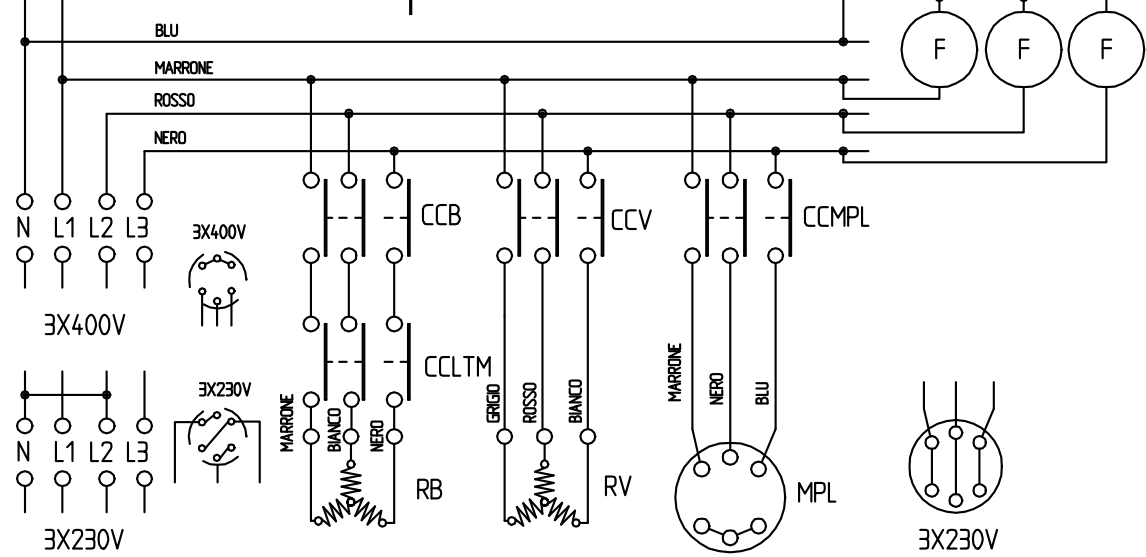 BLU
F F F
MARRONE
ROSSO
NERO
N L1 L2 L3
3X400V
CCB
CCV
CCMPL
3X400V
CCLTM
3X230V
MARRONE
BIANCO
NERO
GRIGIO
ROSSO
BIANCO
MARRONE
NERO
BLU
N L1 L2 L3
RB
RV
MPL
3X230V
3X230V